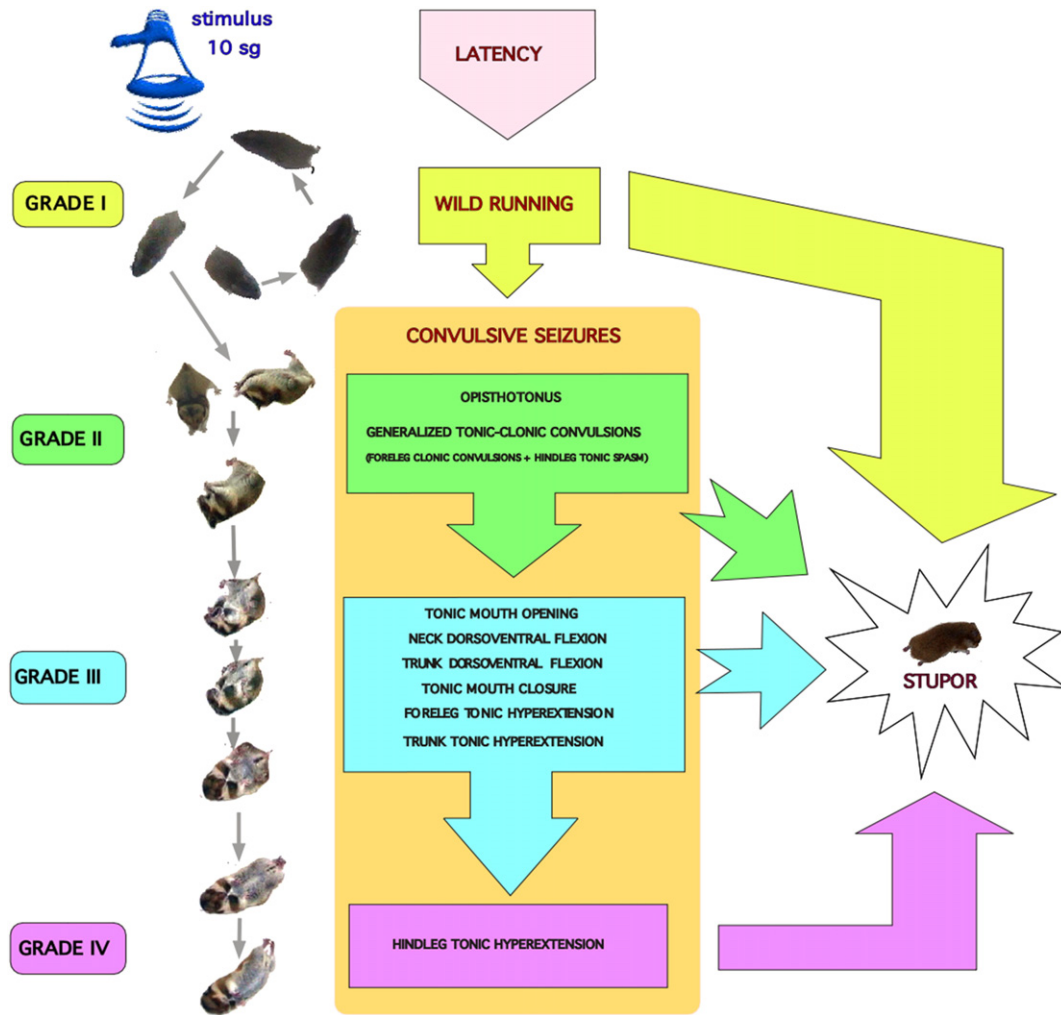 stimulus
10 sg
LATENCY
GRADE I
WILD RUNNING
CONVULSIVE SEIZURES
GRADE II
OPISTHOTONUS
GENERALIZED TONIC-CLONIC CONVULSIONS
(FORELEG CLONIC CONVULSIONS + HINDLEG TONIC SPASM)
GRADE III
TONIC MOUTH OPENING
NECK DORSOVENTRAL FLEXION
TRUNK DORSOVENTRAL FLEXION
TONIC MOUTH CLOSURE
FORELEG TONIC HYPEREXTENSION
TRUNK TONIC HYPEREXTENSION
STUPOR
GRADE IV
HINDLEG TONIC HYPEREXTENSION